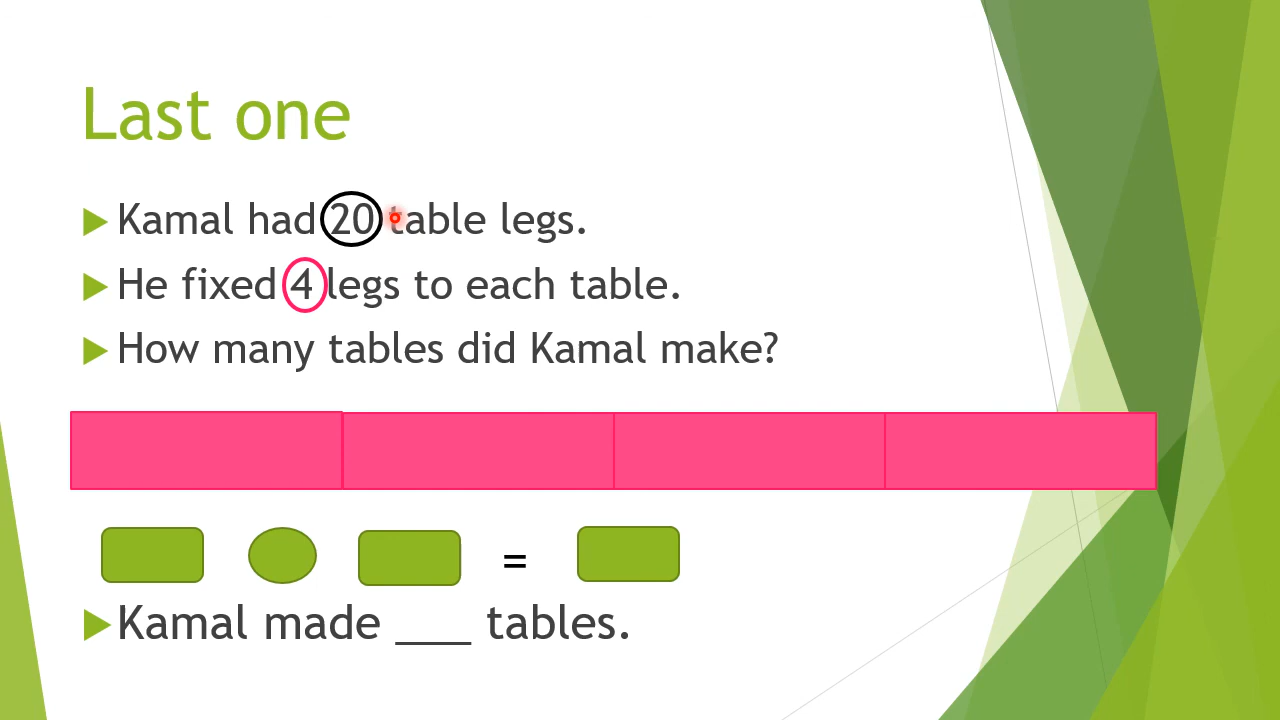 Last one
Kamal had 20 table legs.
He fixed 4 legs to each table.
How many tables did Kamal make?
=
Kamal made ___ tables.